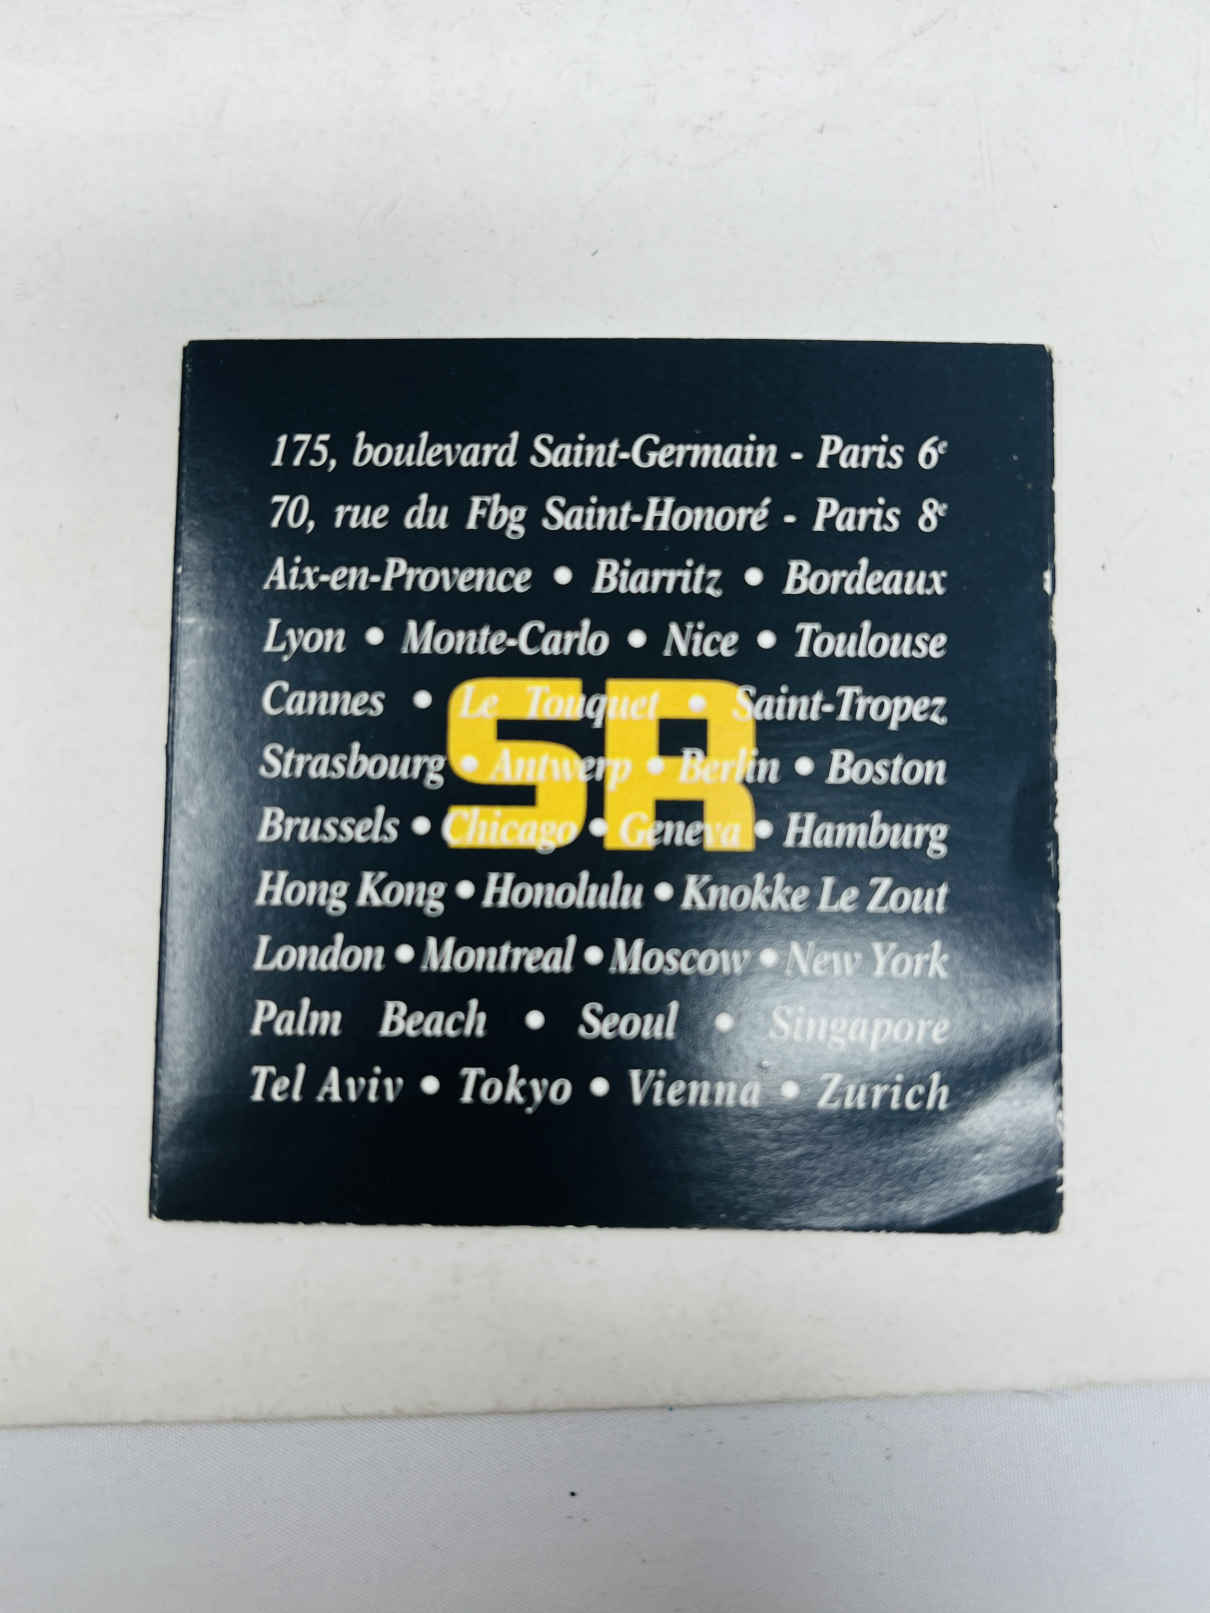 175, boulevard Saint-Germain - Paris 6e
70, rue du Fbg Saint-Honoré - Paris 8e
Aix-en-Provence • Biarritz • Bordeaux
Lyon • Monte-Carlo • Nice • Toulouse
Cannes • Le Touquet • Saint-Tropez
Strasbourg • Antwerp • Berlin • Boston
SR
Brussels • Chicago • Geneva • Hamburg
Hong Kong • Honolulu • Knokke Le Zout
London • Montreal • Moscow • New York
Palm Beach • Seoul • Singapore
Tel Aviv • Tokyo • Vienna • Zurich